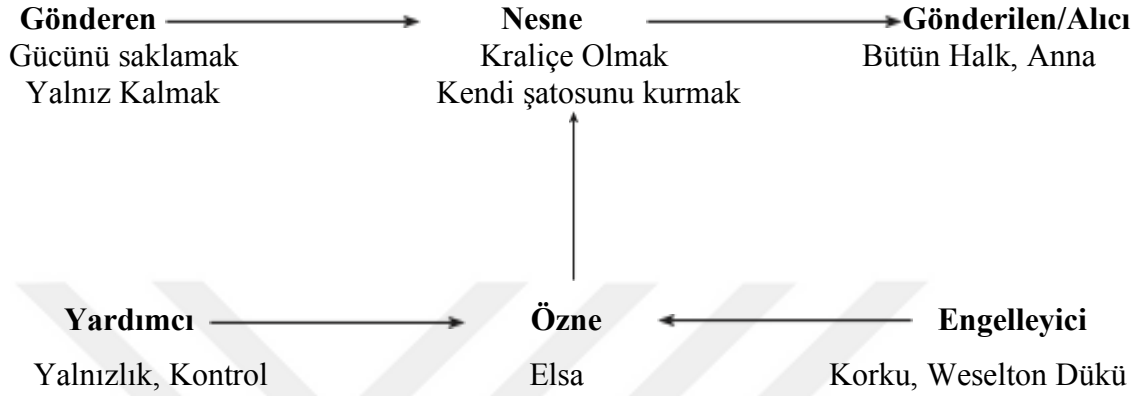 Gönderen Nesne Gönderilen/Alıcı
Gücünü saklamak Kraliçe Olmak Bütün Halk, Anna
Yalnız Kalmak Kendi şatosunu kurmak
Yardımcı Özne Engelleyici
Yalnızlık, Kontrol Elsa Korku, Weselton Dükü